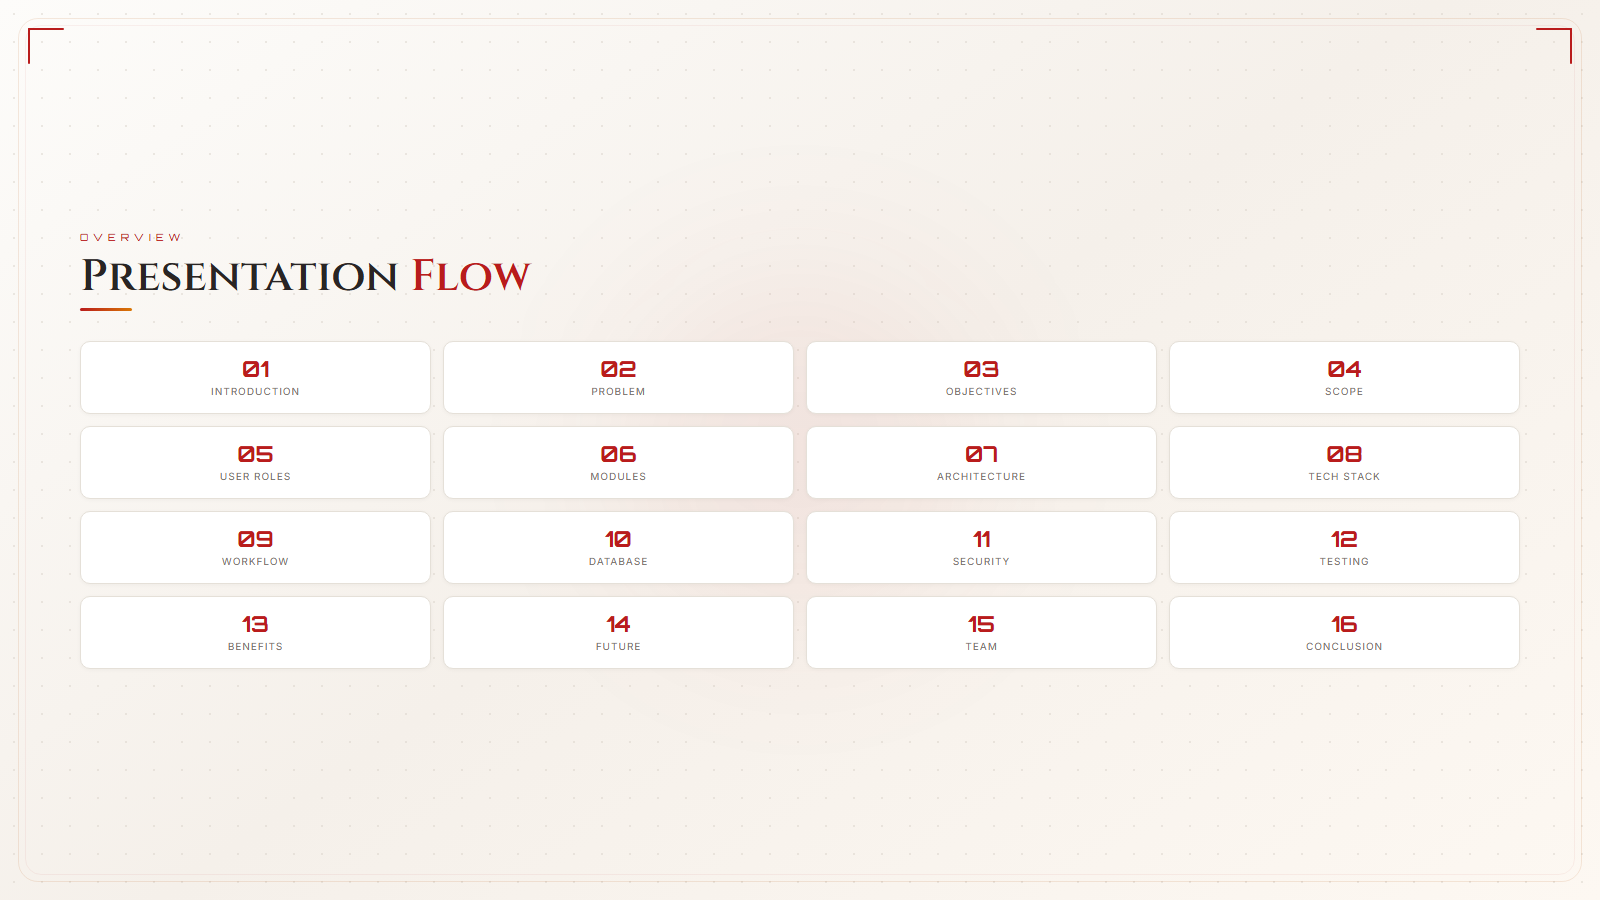 OVERVIEW
PRESENTATION FLOW
01
INTRODUCTION
02
PROBLEM
03
OBJECTIVES
04
SCOPE
05
USER ROLES
06
MODULES
07
ARCHITECTURE
08
TECH STACK
09
WORKFLOW
10
DATABASE
11
SECURITY
12
TESTING
13
BENEFITS
14
FUTURE
15
TEAM
16
CONCLUSION